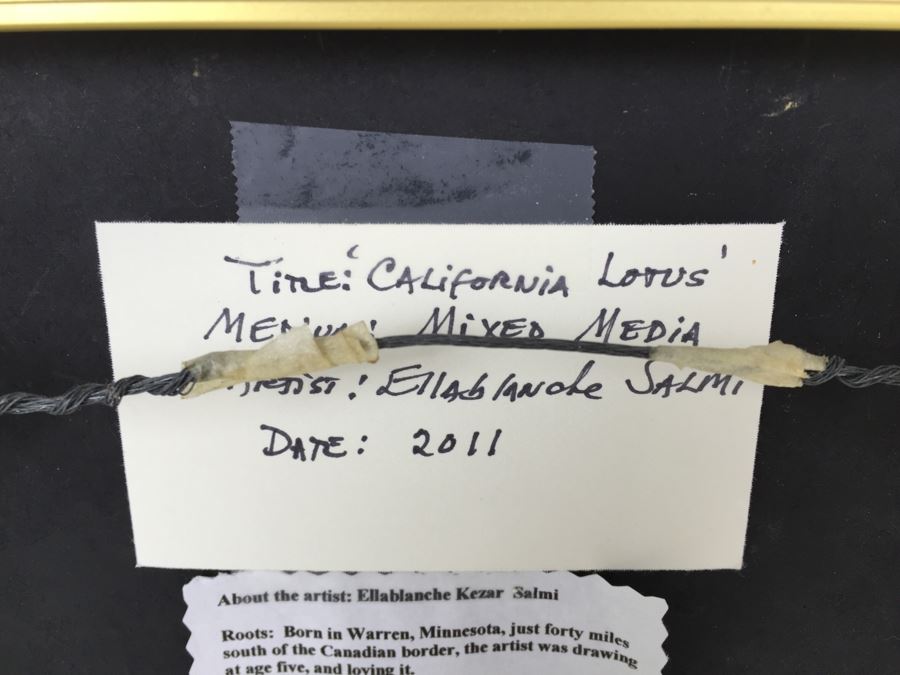 Title: 'California Lotus'
Medium: Mixed Media
Artist: Ellablanche Salmi
Date: 2011
About the artist: Ellablanche Kezar Salmi
Roots: Born in Warren, Minnesota, just forty miles
south of the Canadian border, the artist was drawing
at age five, and loving it.